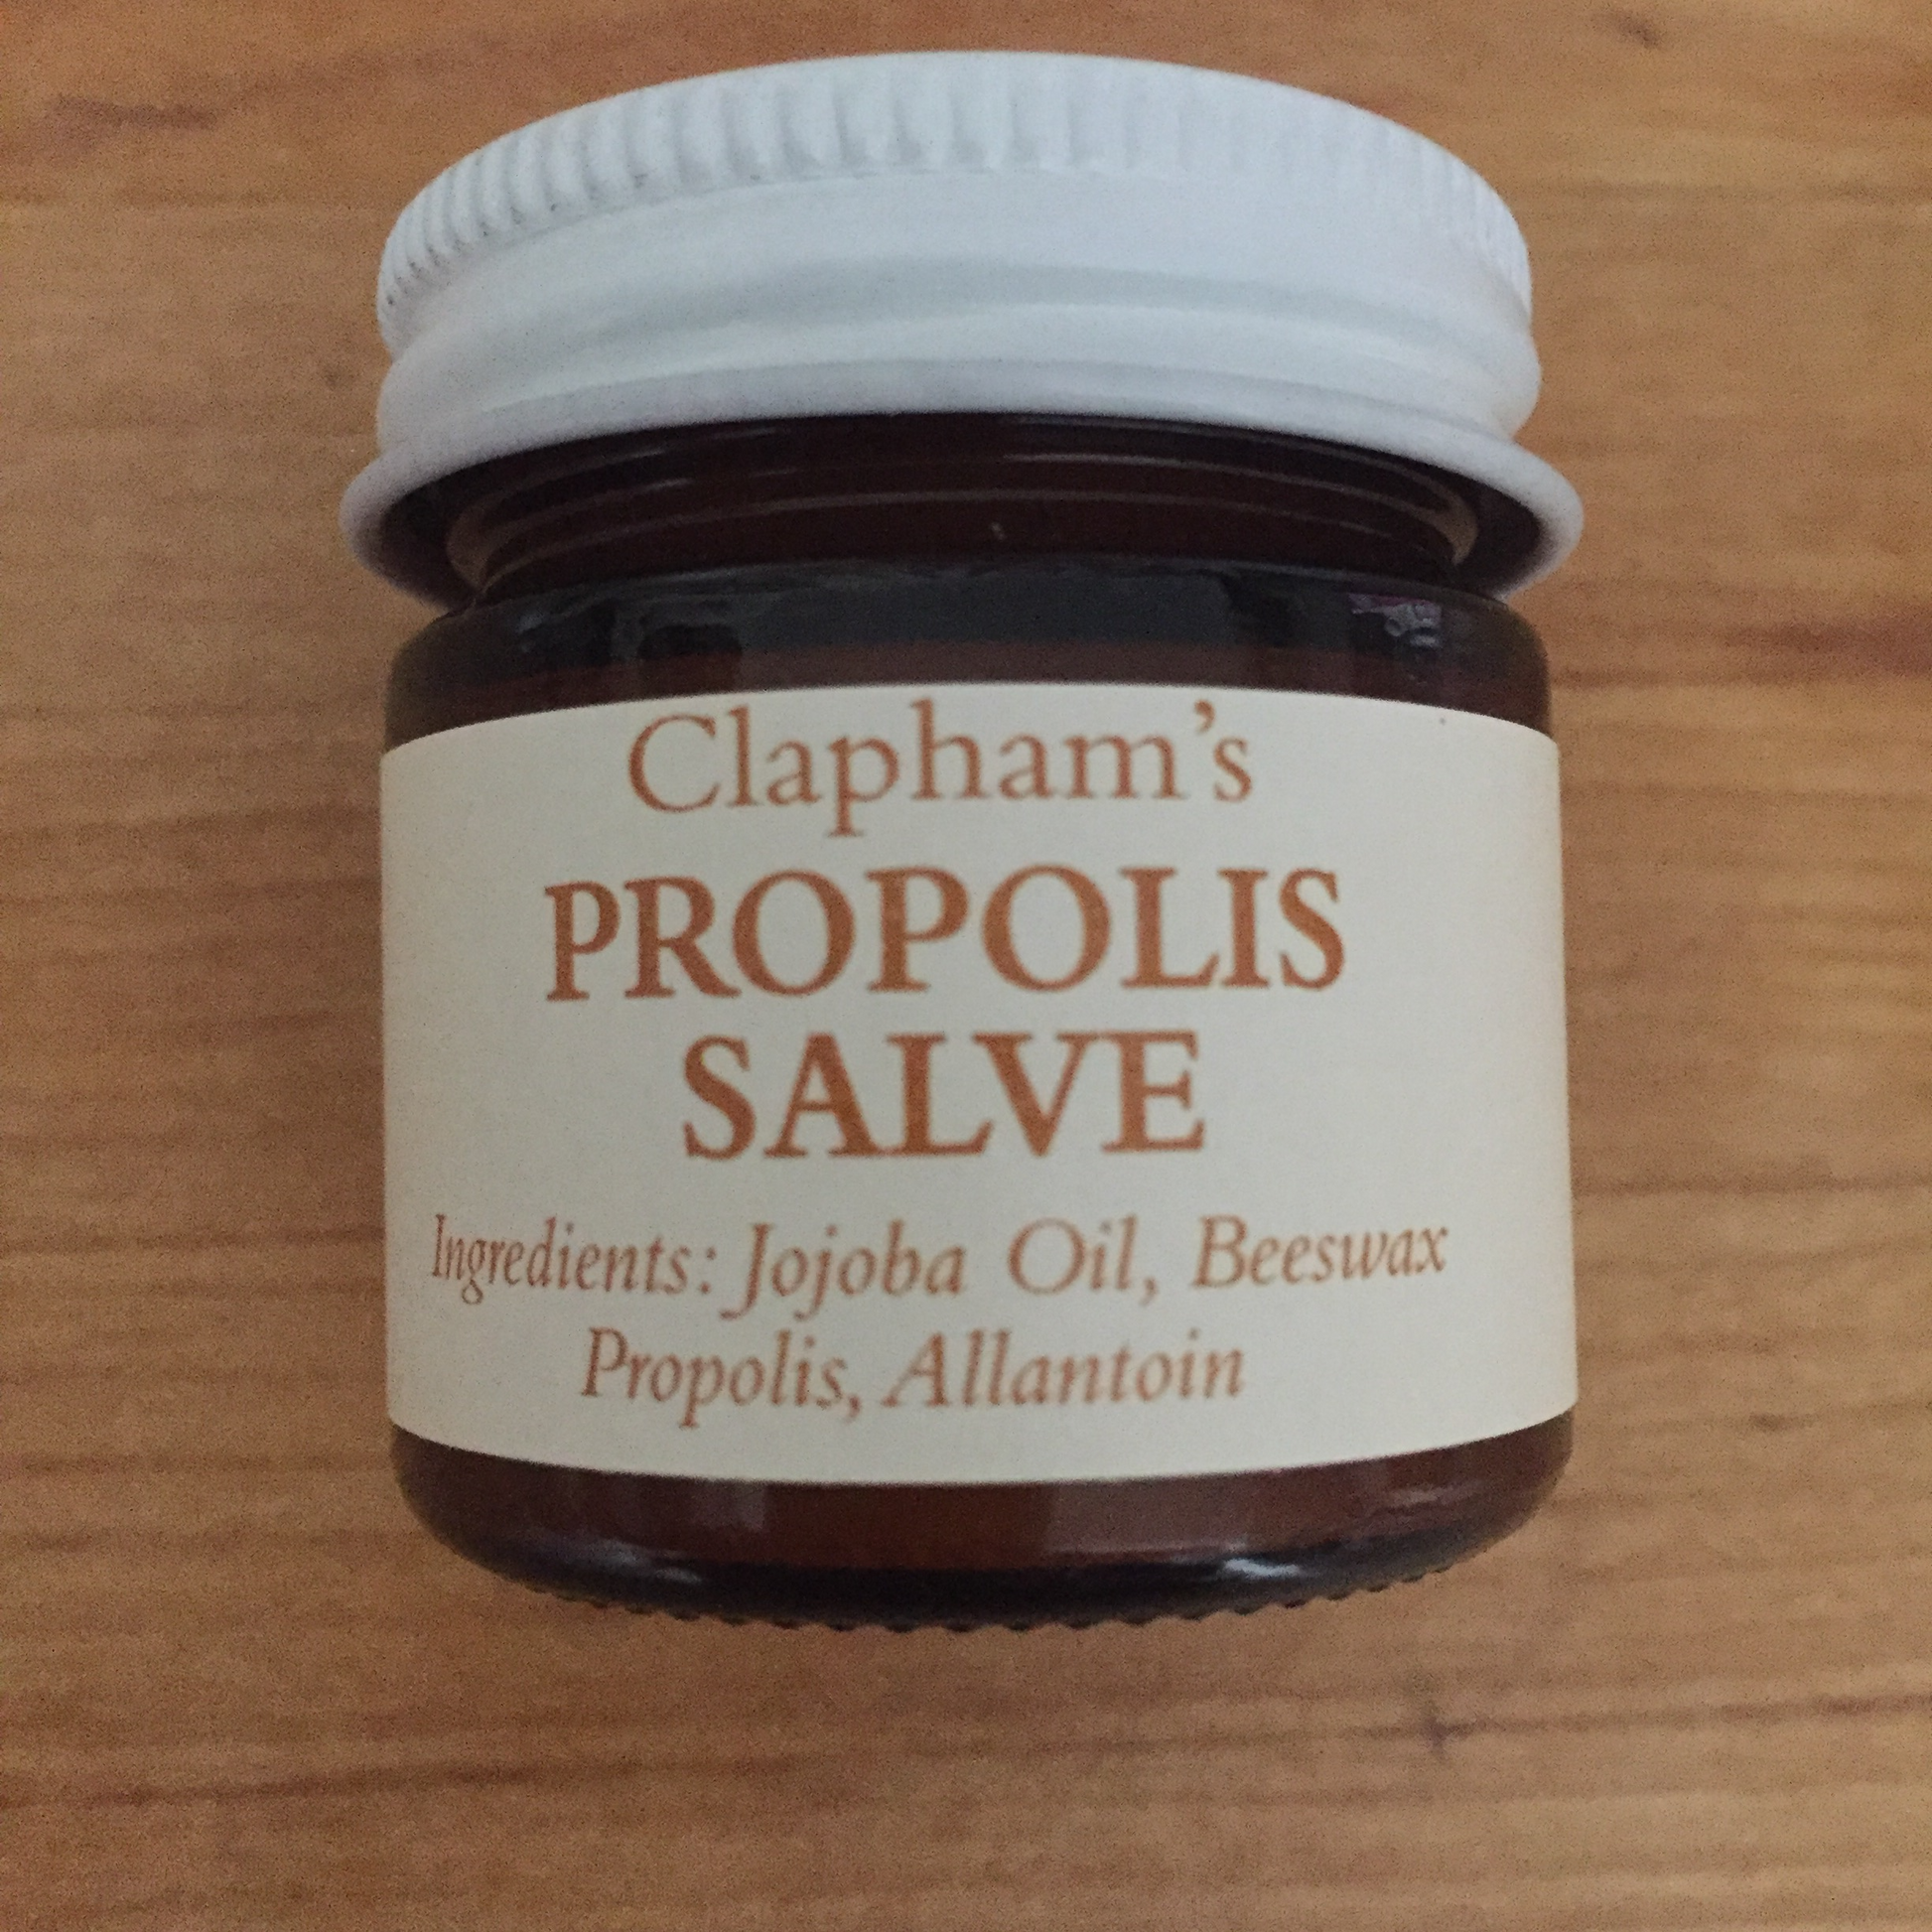 Clapham's
PROPOLIS
SALVE
Ingredients: Jojoba Oil, Beeswax
Propolis, Allantoin